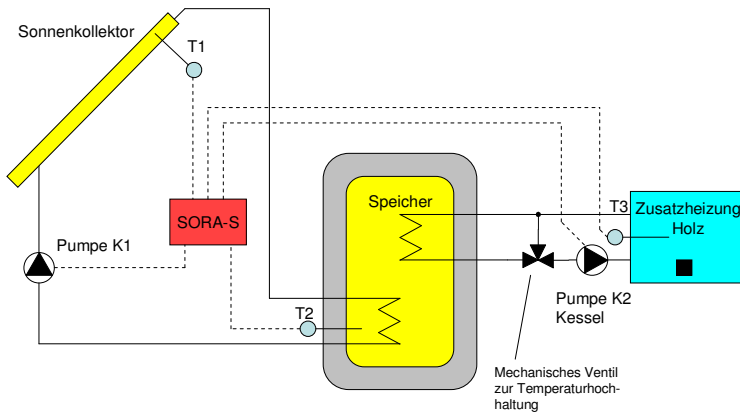 Sonnenkollektor
T1
SORA-S
Pumpe K1
T2
Speicher
T3
Zusatzheizung
Holz
Pumpe K2
Kessel
Mechanisches Ventil
zur Temperaturhoch-
haltung